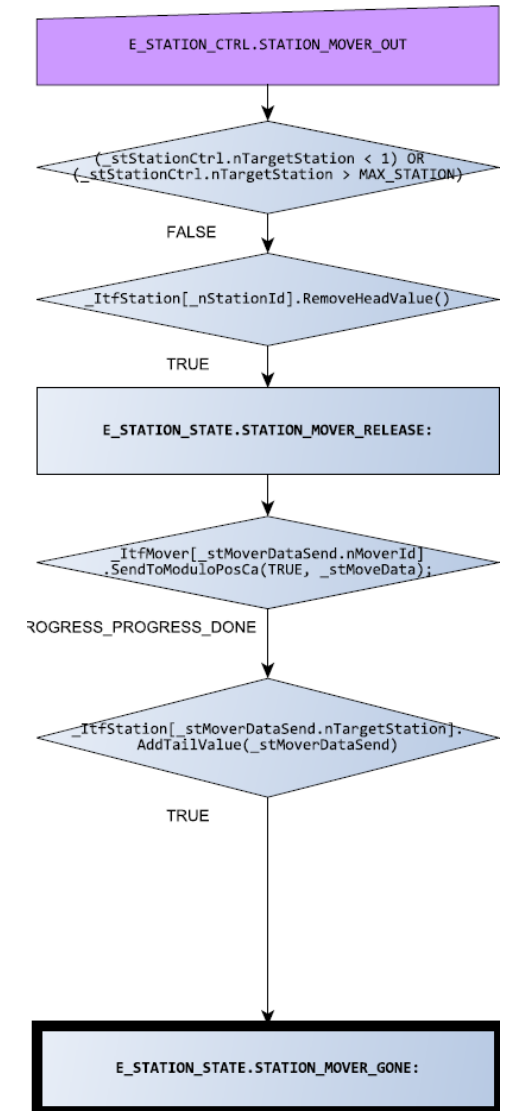 E_STATION_CTRL.STATION_MOVER_OUT
(_stStationCtrl.nTargetStation < 1) OR
(_stStationCtrl.nTargetStation > MAX_STATION)
FALSE
_ItfStation[_nStationId].RemoveHeadValue()
TRUE
E_STATION_STATE.STATION_MOVER_RELEASE:
_ItfMover[_stMoverDataSend.nMoverId]
.SendToModuloPosCa(TRUE, _stMoveData);
ROGRESS_PROGRESS_DONE
_ItfStation[_stMoverDataSend.nTargetStation].
AddTailValue(_stMoverDataSend)
TRUE
E_STATION_STATE.STATION_MOVER_GONE: